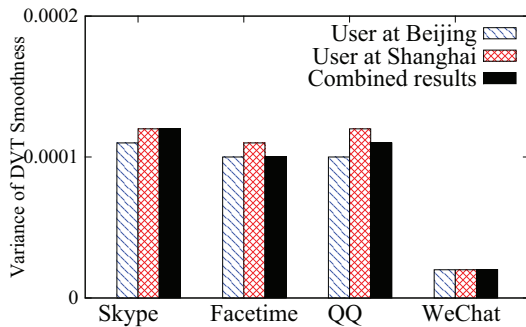 Variance of DVT Smoothness
0.0002
0.0001
0
User at Beijing
User at Shanghai
Combined results
Skype Facetime QQ WeChat